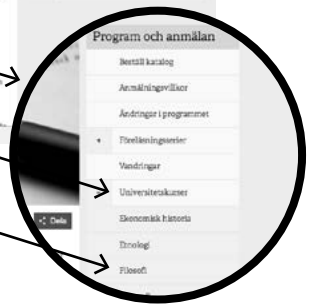 Program och anmälan
Beställ katalog
Anmälningsvillkor
Ändringar i programmet
Föreläsningsserier
Vandringar
Universitetskurser
Ekonomisk historia
Etnologi
Filosofi
Dela